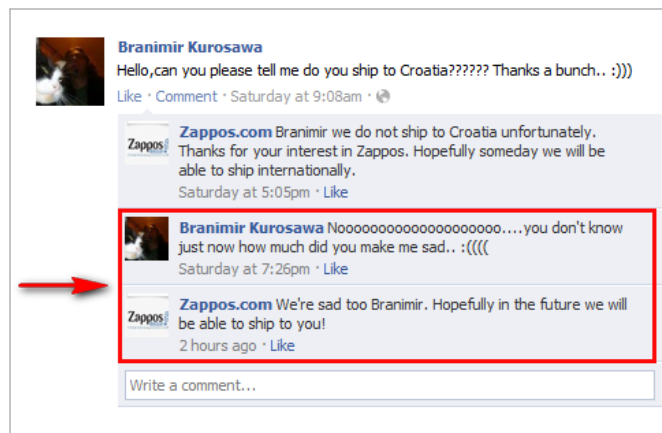 Branimir Kurosawa
Hello,can you please tell me do you ship to Croatia?????? Thanks a bunch.. :)))
Like · Comment · Saturday at 9:08am ·
Zappos
Zappos.com Branimir we do not ship to Croatia unfortunately.
Thanks for your interest in Zappos. Hopefully someday we will be
able to ship internationally.
Saturday at 5:05pm · Like
Branimir Kurosawa Noooooooooooooooooooo....you don't know
just now how much did you make me sad.. :((((
Saturday at 7:26pm · Like
Zappos
Zappos.com We're sad too Branimir. Hopefully in the future we will
be able to ship to you!
2 hours ago · Like
Write a comment...